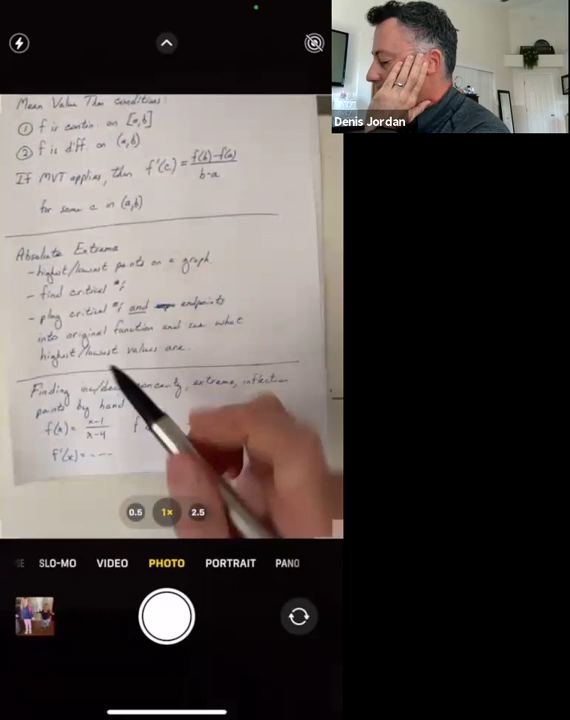 Mean Value Thm conditions:
① f is contin. on [a,b]
② f is diff. on (a,b)
If MVT applies, then f'(c) = f(b)-f(a)
b-a
for some c in (a,b)
Absolute Extrema
- highest/lowest points on a graph.
- find critical #'s
- plug critical #'s and endpoints
into original function and see what
highest/lowest values are.
Finding inc/dec, extrema, inflection
points by hand
f(x) = x-1
x-4
f'(x) = ----
0.5 1× 2.5
SLO-MO VIDEO PHOTO PORTRAIT PANO
Denis Jordan